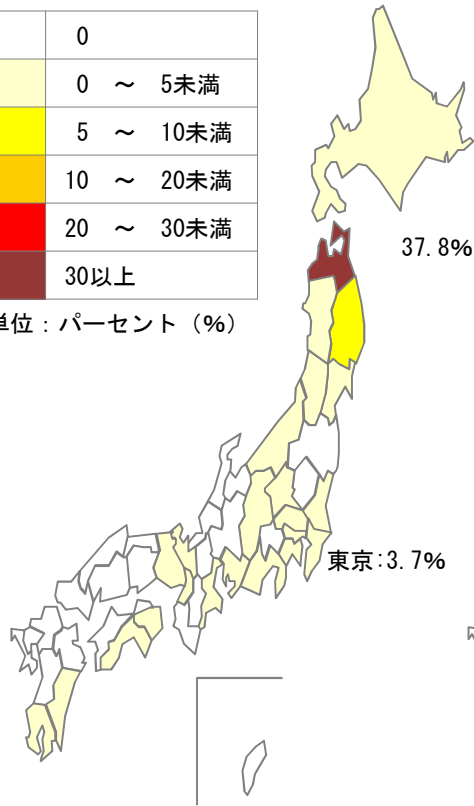 0
0 ～ 5未満
5 ～ 10未満
10 ～ 20未満
20 ～ 30未満
30以上
単位：パーセント（%）
37.8%
東京:3.7%